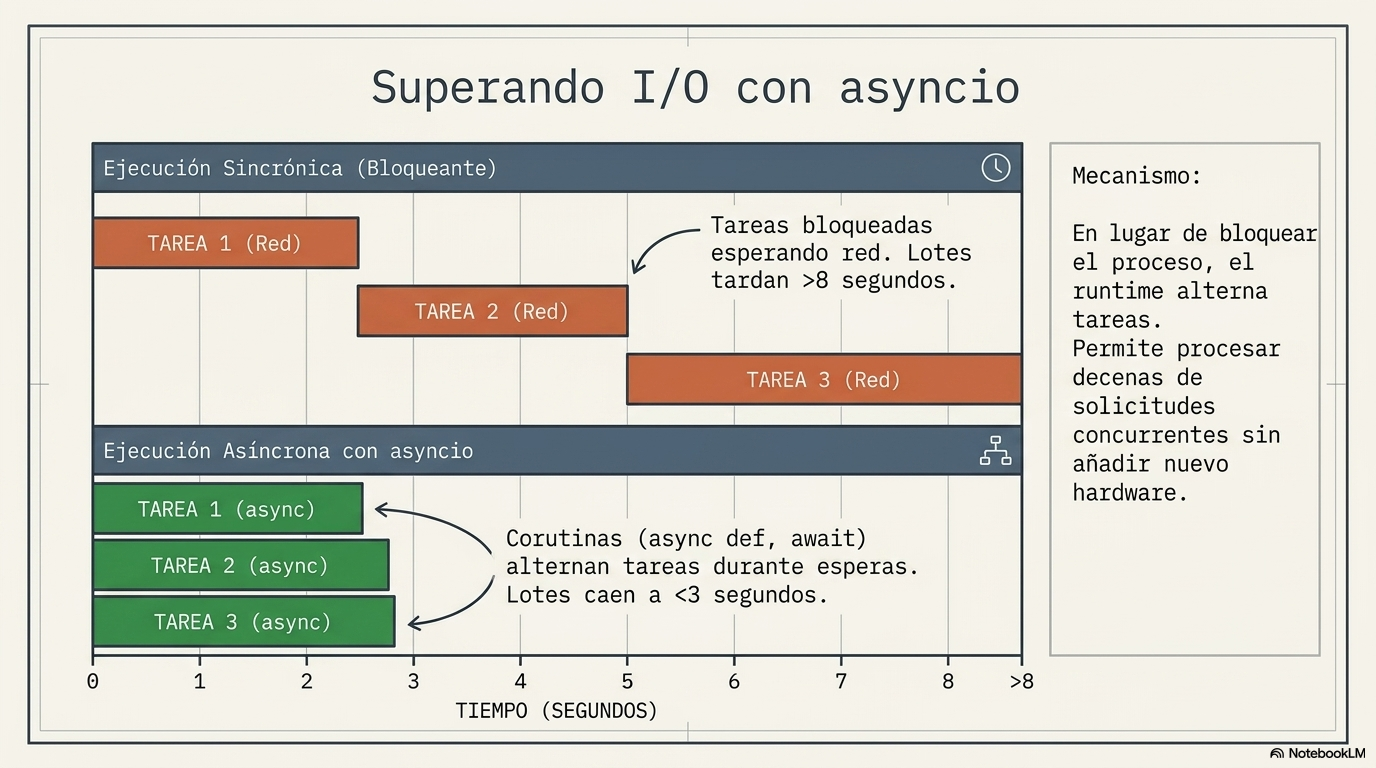 Superando I/O con asyncio
Ejecución Sincrónica (Bloqueante)
TAREA 1 (Red)
Tareas bloqueadas
esperando red. Lotes
tardan >8 segundos.
TAREA 2 (Red)
TAREA 3 (Red)
Ejecución Asíncrona con asyncio
TAREA 1 (async)
TAREA 2 (async)
TAREA 3 (async)
Corutinas (async def, await)
alternan tareas durante esperas.
Lotes caen a <3 segundos.
0 1 2 3 4 5 6 7 8 >8
TIEMPO (SEGUNDOS)
Mecanismo:
En lugar de bloquear
el proceso, el
runtime alterna
tareas.
Permite procesar
decenas de
solicitudes
concurrentes sin
añadir nuevo
hardware.
NotebookLM